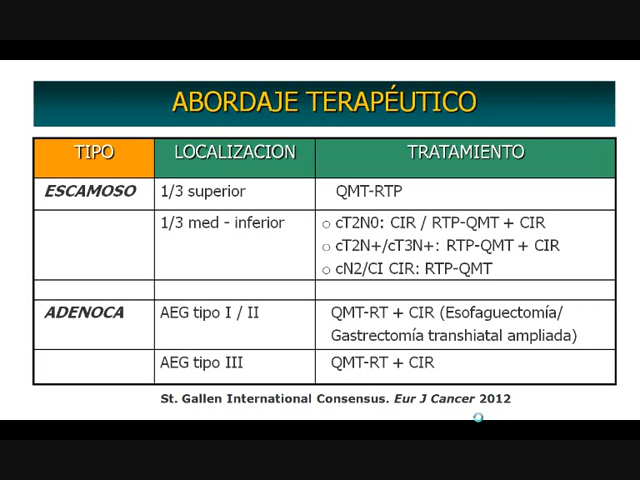 ABORDAJE TERAPÉUTICO
TIPO LOCALIZACION TRATAMIENTO
ESCAMOSO 1/3 superior QMT-RTP
1/3 med - inferior o cT2N0: CIR / RTP-QMT + CIR
o cT2N+/cT3N+: RTP-QMT + CIR
o cN2/CI CIR: RTP-QMT
ADENOCA AEG tipo I / II QMT-RT + CIR (Esofaguectomía/
Gastrectomía transhiatal ampliada)
AEG tipo III QMT-RT + CIR
St. Gallen International Consensus. Eur J Cancer 2012